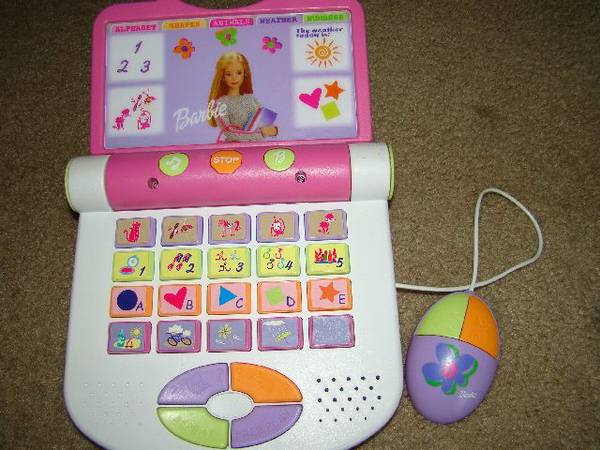 ALPHABET SHAPES ANIMALS WEATHER NUMBERS
The weather
today is:
1
2 3
Barbie
STOP
1 2 3 4 5
A B C D E
Barbie